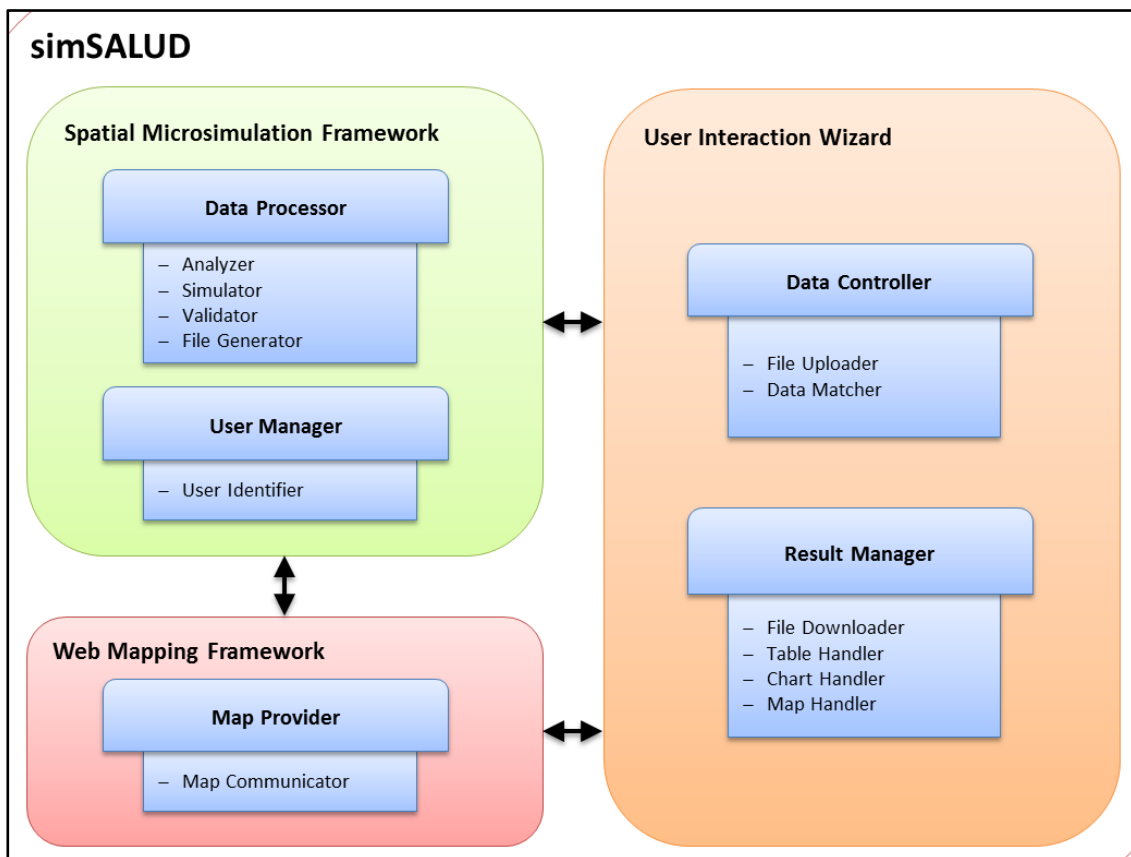 simSALUD
Spatial Microsimulation Framework
Data Processor
– Analyzer
– Simulator
– Validator
– File Generator
User Manager
– User Identifier
Web Mapping Framework
Map Provider
– Map Communicator
User Interaction Wizard
Data Controller
– File Uploader
– Data Matcher
Result Manager
– File Downloader
– Table Handler
– Chart Handler
– Map Handler